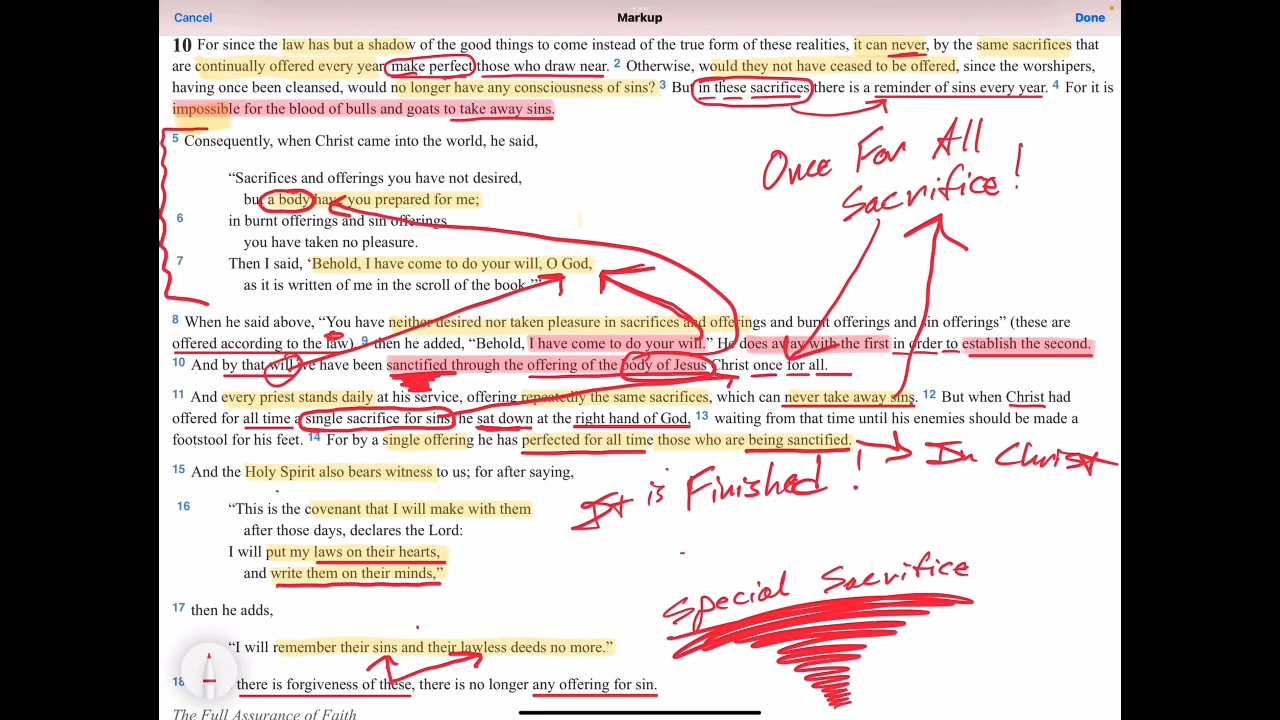 Cancel Markup Done
10 For since the law has but a shadow of the good things to come instead of the true form of these realities, it can never, by the same sacrifices that
are continually offered every year, make perfect those who draw near. 2 Otherwise, would they not have ceased to be offered, since the worshipers,
having once been cleansed, would no longer have any consciousness of sins? 3 But in these sacrifices there is a reminder of sins every year. 4 For it is
impossible for the blood of bulls and goats to take away sins.
5 Consequently, when Christ came into the world, he said,
Once For All
Sacrifice!
“Sacrifices and offerings you have not desired,
but a body have you prepared for me;
6 in burnt offerings and sin offerings
you have taken no pleasure.
7 Then I said, ‘Behold, I have come to do your will, O God,
as it is written of me in the scroll of the book.’”
8 When he said above, “You have neither desired nor taken pleasure in sacrifices and offerings and burnt offerings and sin offerings” (these are
offered according to the law), 9 then he added, “Behold, I have come to do your will.” He does away with the first in order to establish the second.
10 And by that will we have been sanctified through the offering of the body of Jesus Christ once for all.
11 And every priest stands daily at his service, offering repeatedly the same sacrifices, which can never take away sins. 12 But when Christ had
offered for all time a single sacrifice for sins, he sat down at the right hand of God, 13 waiting from that time until his enemies should be made a
footstool for his feet. 14 For by a single offering he has perfected for all time those who are being sanctified.
In Christ
It is Finished!
15 And the Holy Spirit also bears witness to us; for after saying,
16 “This is the covenant that I will make with them
after those days, declares the Lord:
I will put my laws on their hearts,
and write them on their minds,”
Special Sacrifice
17 then he adds,
“I will remember their sins and their lawless deeds no more.”
18 there is forgiveness of these, there is no longer any offering for sin.
The Full Assurance of Faith